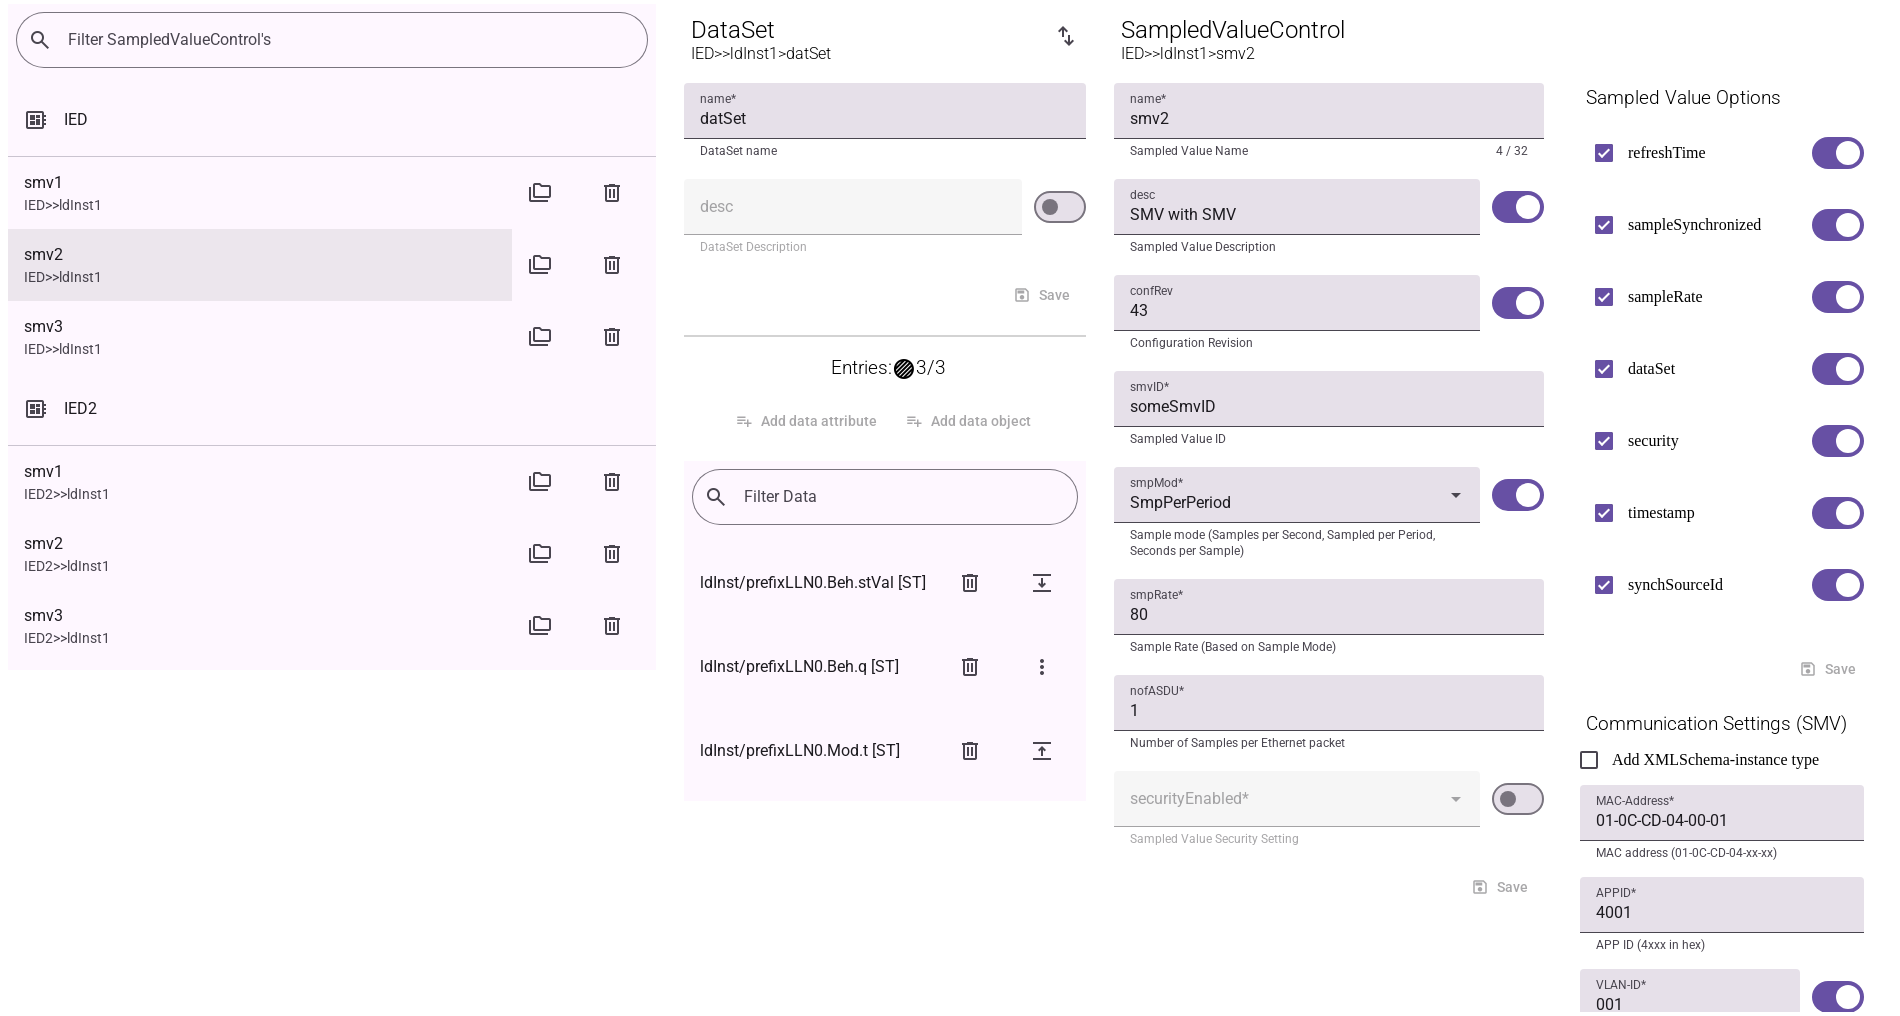 Filter SampledValueControl's
IED
smv1
IED>>ldInst1
smv2
IED>>ldInst1
smv3
IED>>ldInst1
IED2
smv1
IED2>>ldInst1
smv2
IED2>>ldInst1
smv3
IED2>>ldInst1
DataSet
IED>>ldInst1>datSet
name*
datSet
DataSet name
desc
DataSet Description
Save
Entries: 3/3
Add data attribute
Add data object
Filter Data
ldInst/prefixLLN0.Beh.stVal [ST]
ldInst/prefixLLN0.Beh.q [ST]
ldInst/prefixLLN0.Mod.t [ST]
SampledValueControl
IED>>ldInst1>smv2
name*
smv2
Sampled Value Name 4 / 32
desc
SMV with SMV
Sampled Value Description
confRev
43
Configuration Revision
smvID*
someSmvID
Sampled Value ID
smpMod*
SmpPerPeriod
Sample mode (Samples per Second, Sampled per Period,
Seconds per Sample)
smpRate*
80
Sample Rate (Based on Sample Mode)
nofASDU*
1
Number of Samples per Ethernet packet
securityEnabled*
Sampled Value Security Setting
Save
Sampled Value Options
refreshTime
sampleSynchronized
sampleRate
dataSet
security
timestamp
synchSourceId
Save
Communication Settings (SMV)
Add XMLSchema-instance type
MAC-Address*
01-0C-CD-04-00-01
MAC address (01-0C-CD-04-xx-xx)
APPID*
4001
APP ID (4xxx in hex)
VLAN-ID*
001